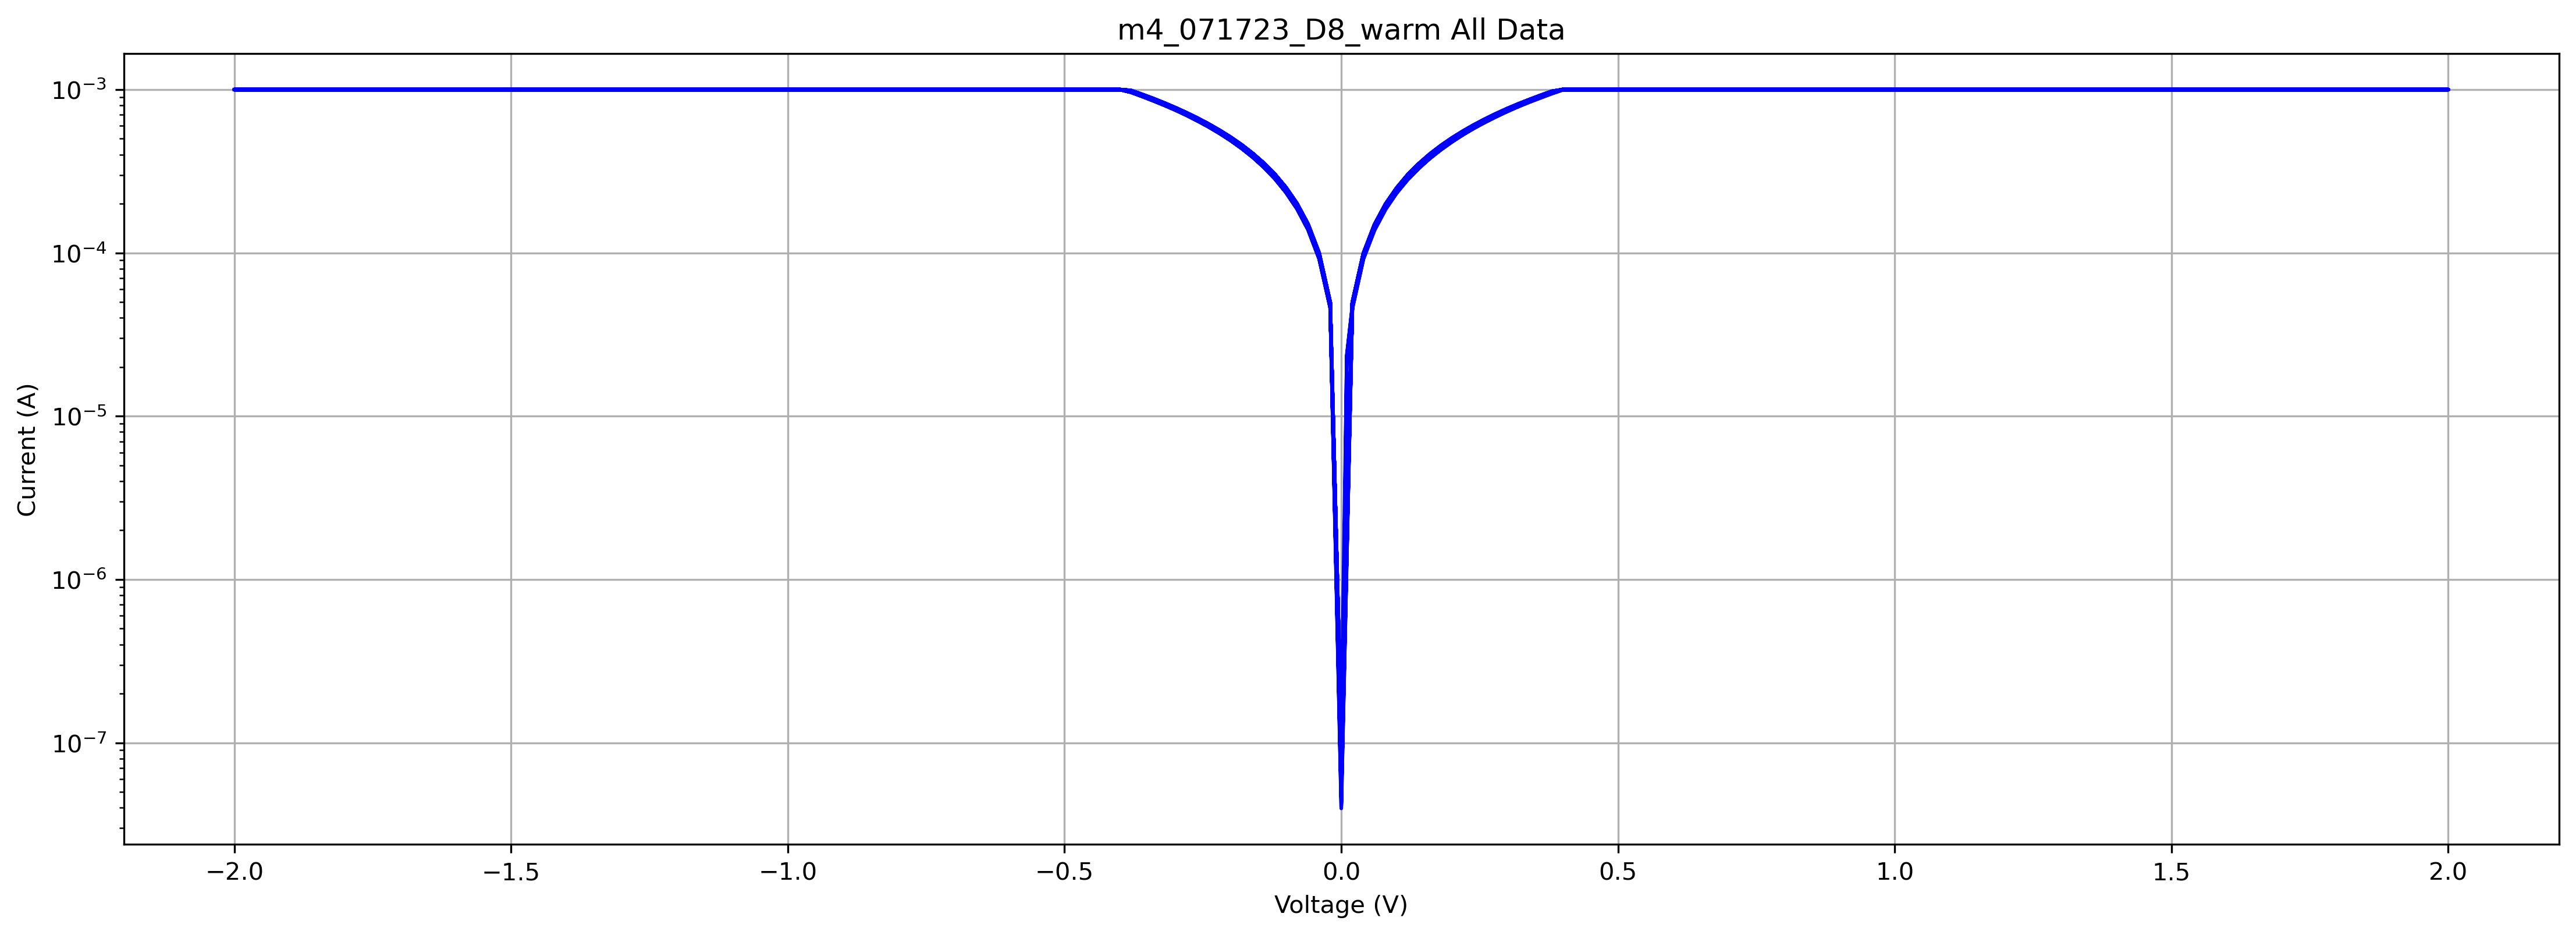 m4_071723_D8_warm All Data
10⁻³
10⁻⁴
10⁻⁵
10⁻⁶
10⁻⁷
Current (A)
−2.0 −1.5 −1.0 −0.5 0.0 0.5 1.0 1.5 2.0
Voltage (V)